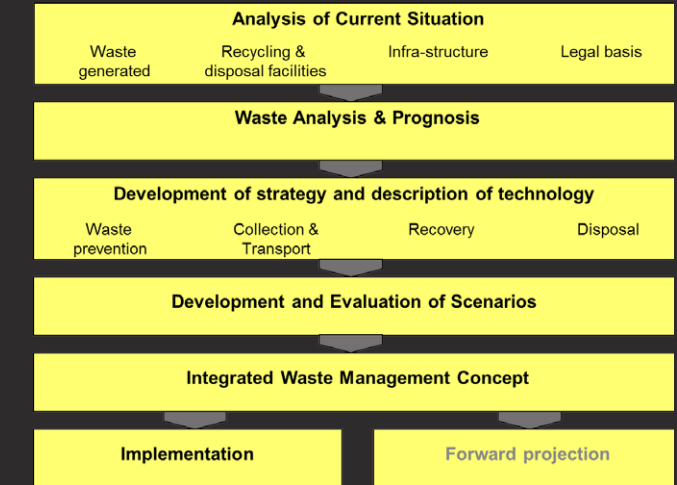 Analysis of Current Situation
Waste Recycling & Infra-structure Legal basis
generated disposal facilities
Waste Analysis & Prognosis
Development of strategy and description of technology
Waste Collection & Recovery Disposal
prevention Transport
Development and Evaluation of Scenarios
Integrated Waste Management Concept
Implementation Forward projection